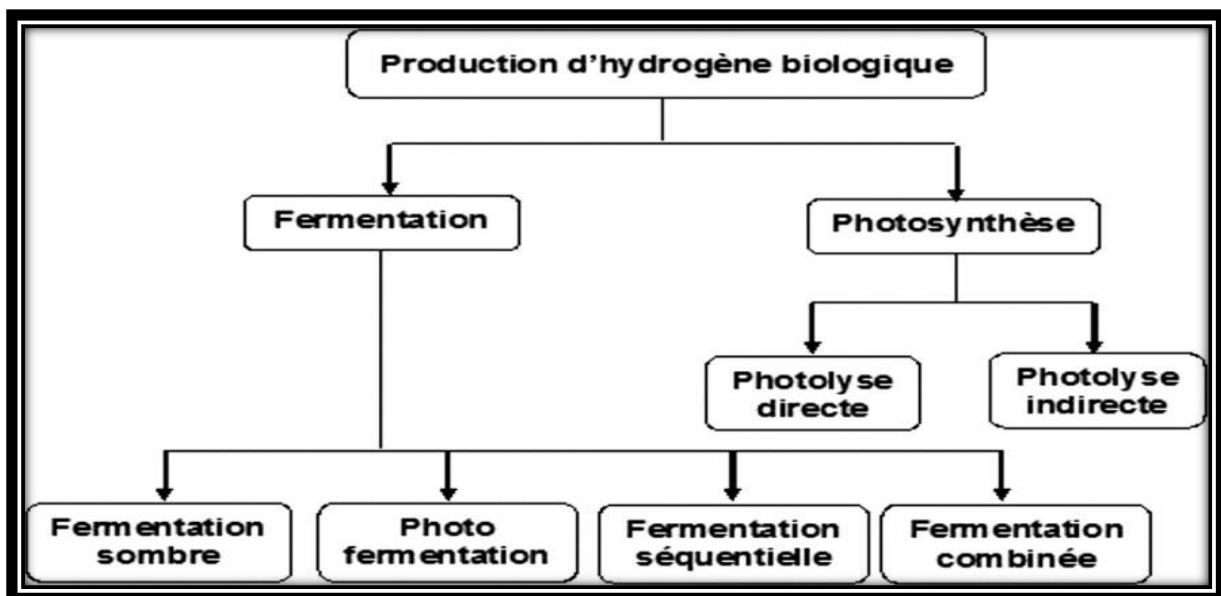 Production d'hydrogène biologique
Fermentation
Photosynthèse
Photolyse
directe
Photolyse
indirecte
Fermentation
sombre
Photo
fermentation
Fermentation
séquentielle
Fermentation
combinée